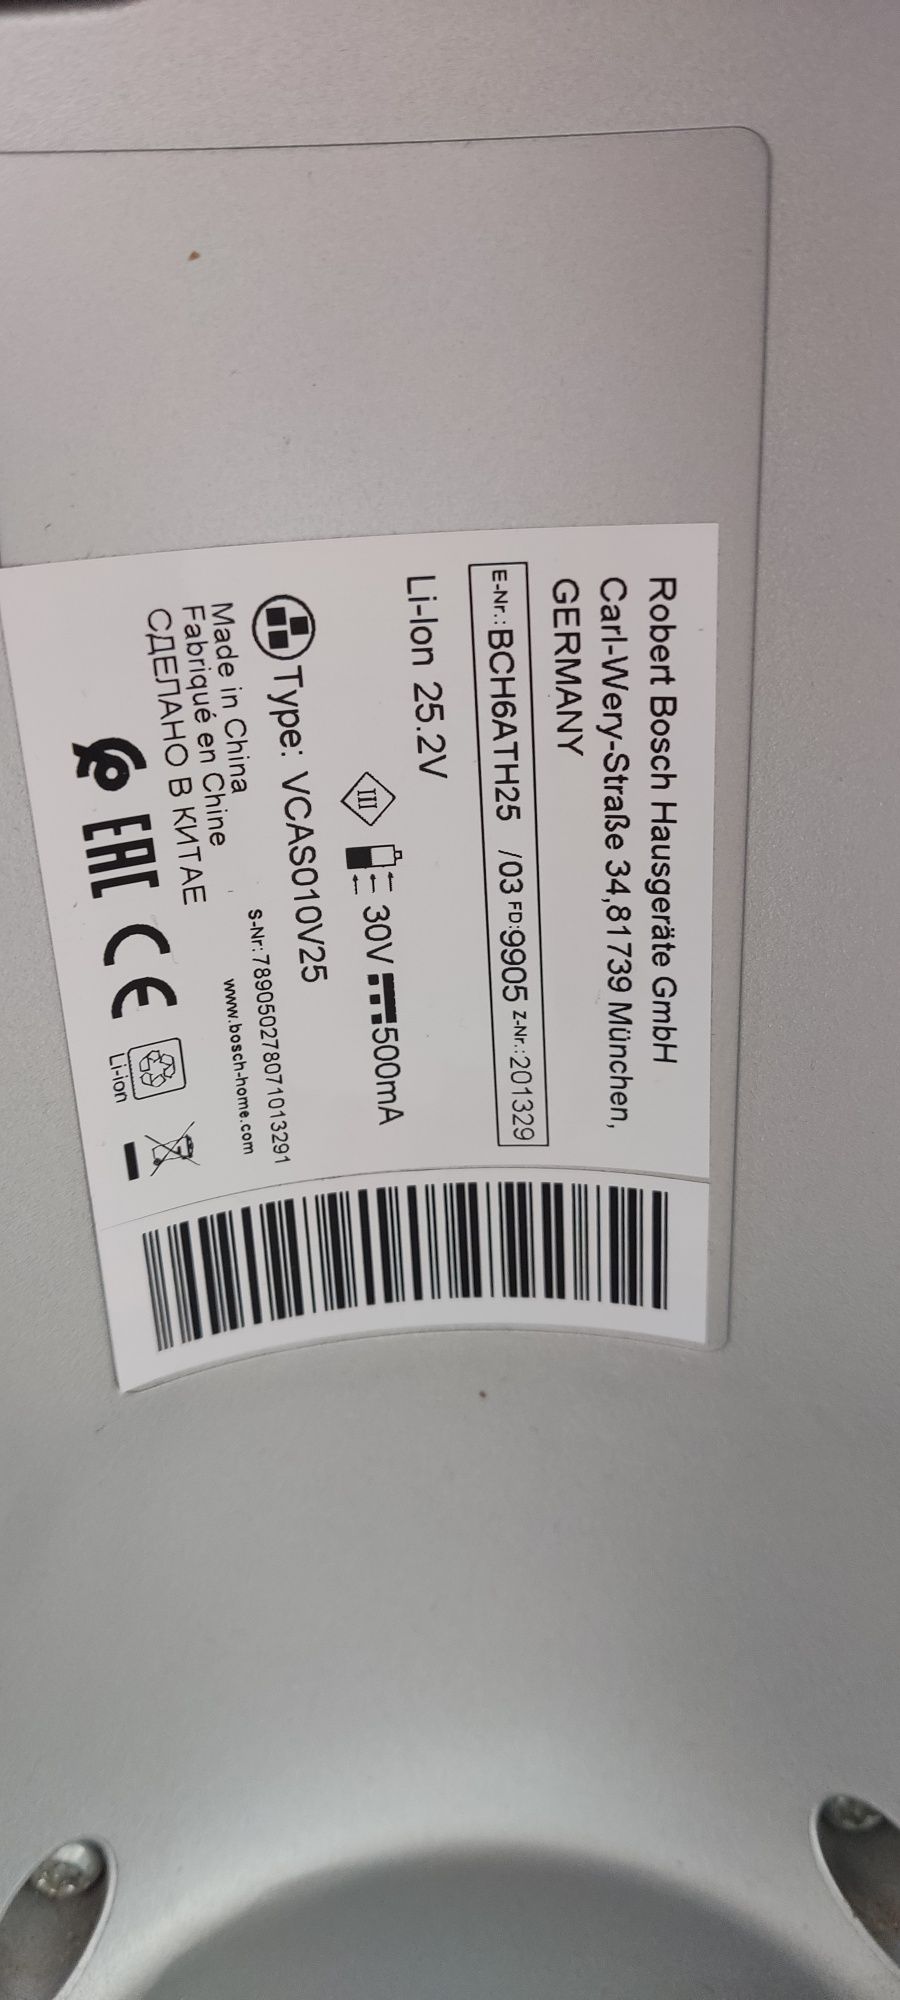 Robert Bosch Hausgeräte GmbH
Carl-Wery-Straße 34,81739 München,
GERMANY
E-Nr.: BCH6ATH25 /03 FD:9905 Z-Nr.:201329
Li-Ion 25.2V
III 30V 500mA
Type: VCAS010V25
S-Nr:789050278071013291
Made in China
www.bosch-home.com
Fabriqué en Chine
СДЕЛАНО В КИТАЕ
EAC CE
Li-ion